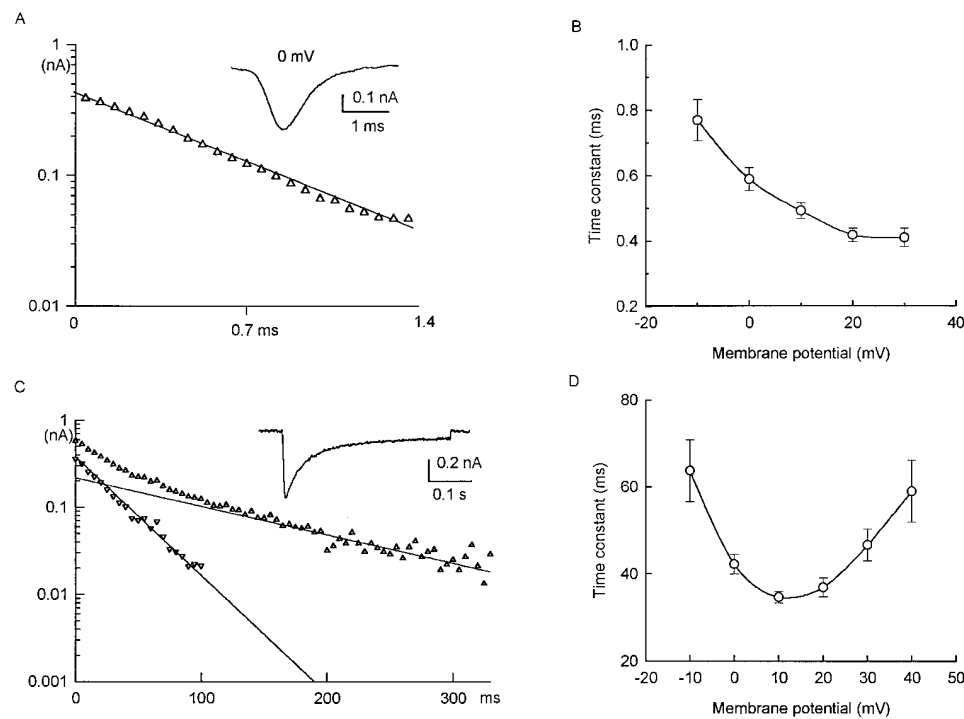 A
1
(nA)
0.1
0.01
0
0.7 ms
1.4
0 mV
0.1 nA
1 ms
B
1.0
0.8
0.6
0.4
0.2
Time constant (ms)
-20
0
20
40
Membrane potential (mV)
C
1
(nA)
0.1
0.01
0.001
0
100
200
300
ms
0.2 nA
0.1 s
D
80
60
40
20
Time constant (ms)
-20
-10
0
10
20
30
40
50
Membrane potential (mV)